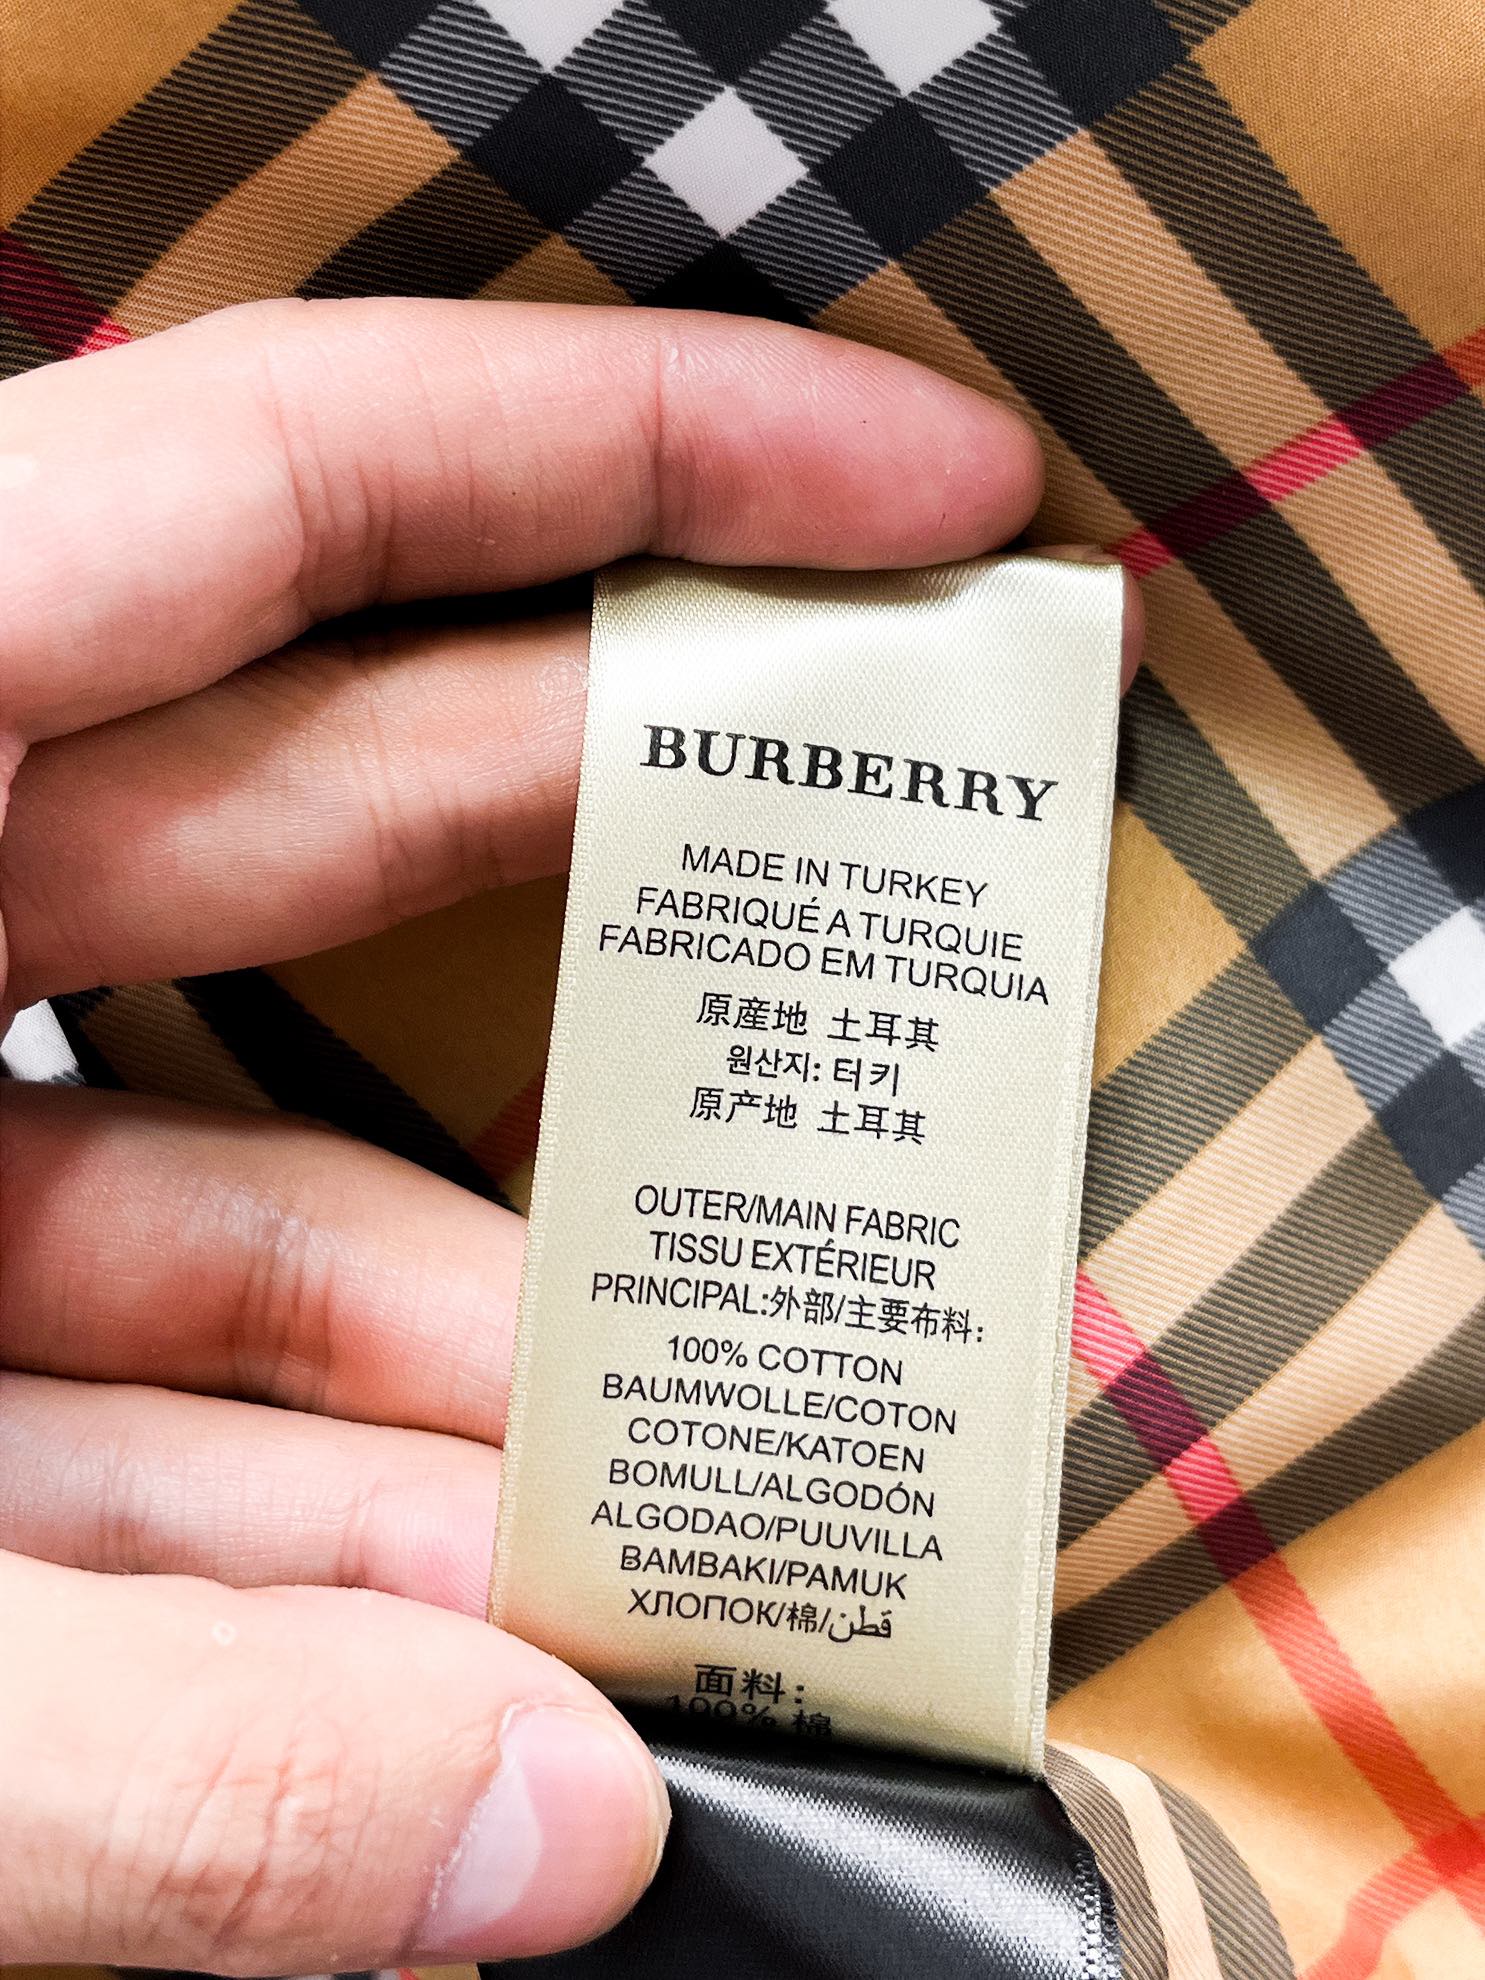 BURBERRY
MADE IN TURKEY
FABRIQUÉ A TURQUIE
FABRICADO EM TURQUIA
原産地 土耳其
원산지: 터키
原产地 土耳其
OUTER/MAIN FABRIC
TISSU EXTÉRIEUR
PRINCIPAL:外部/主要布料:
100% COTTON
BAUMWOLLE/COTON
COTONE/KATOEN
BOMULL/ALGODÓN
ALGODAO/PUUVILLA
BAMBAKI/PAMUK
ХЛОПОК/棉/قطن
面料:
100% 棉